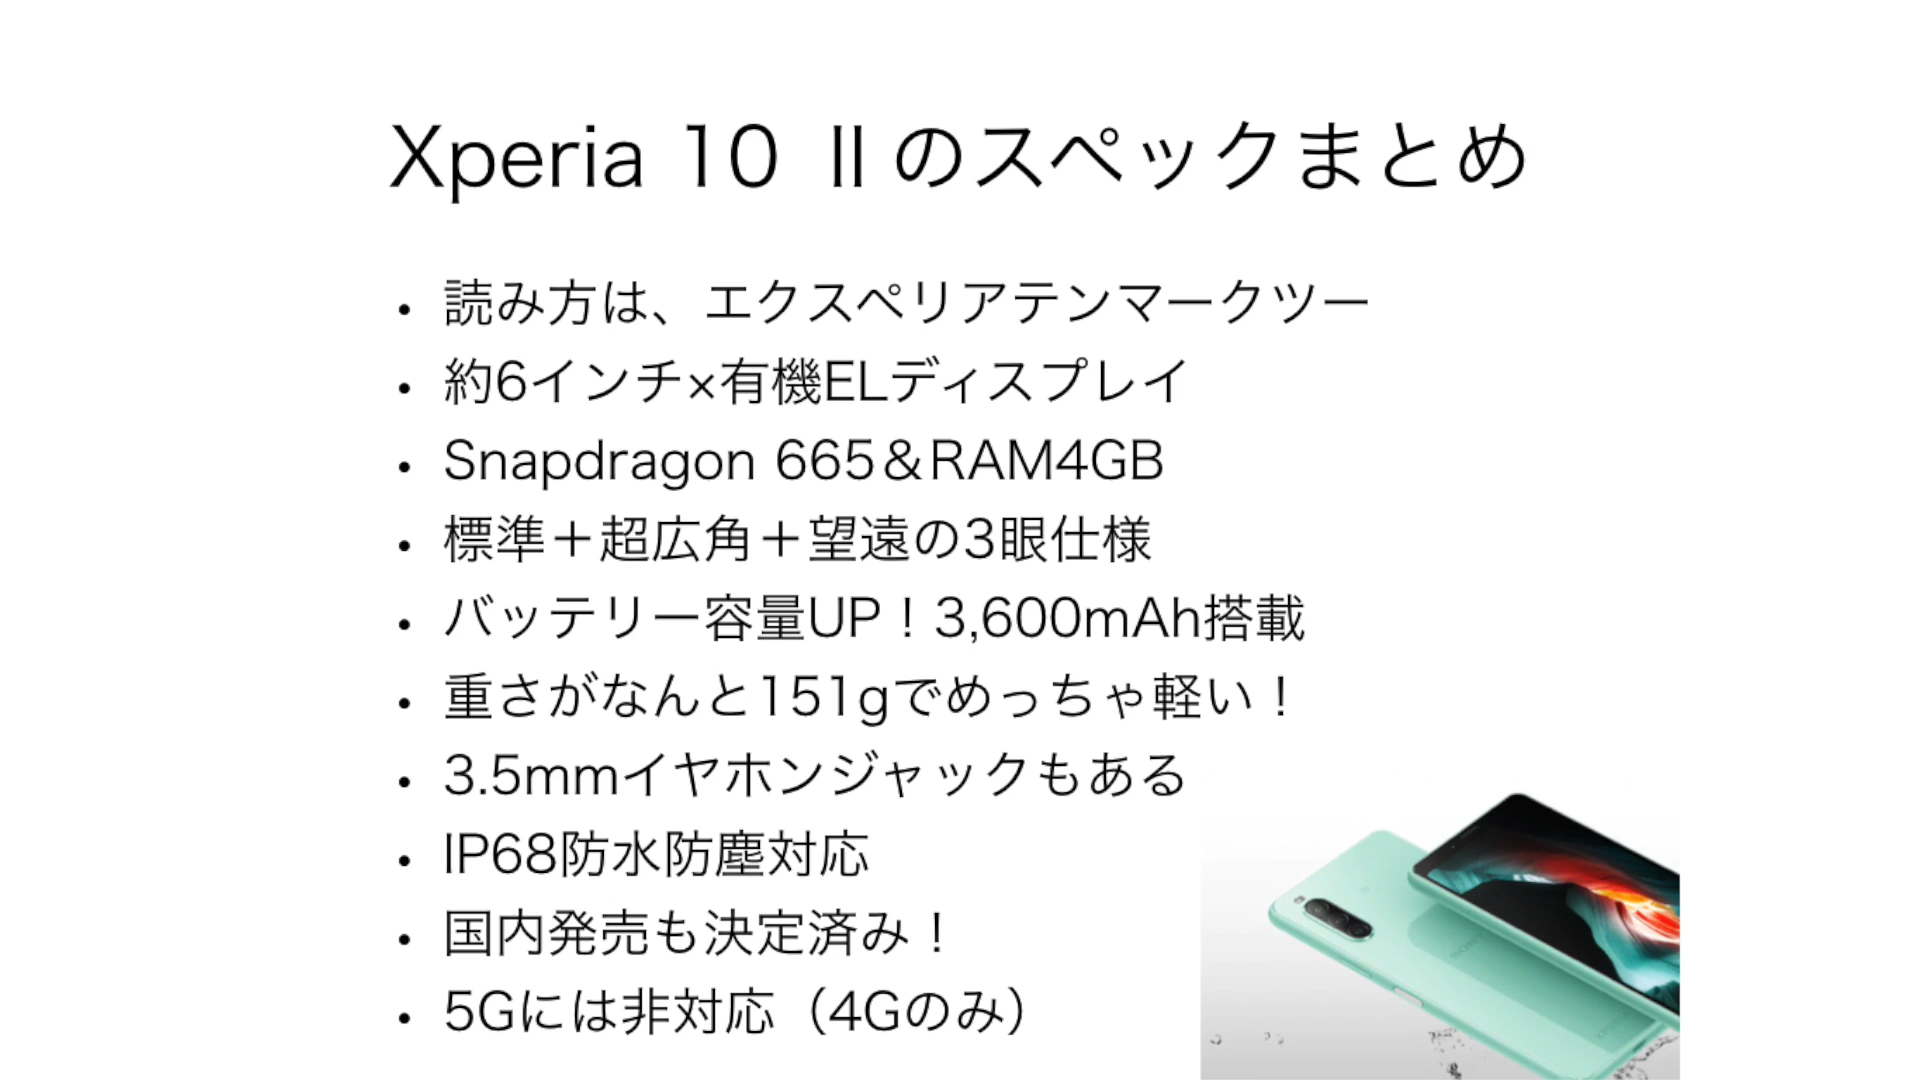 Xperia 10 Ⅱのスペックまとめ
• 読み方は、エクスペリアテンマークツー
• 約6インチ×有機ELディスプレイ
• Snapdragon 665&RAM4GB
• 標準＋超広角＋望遠の3眼仕様
• バッテリー容量UP！3,600mAh搭載
• 重さがなんと151gでめっちゃ軽い！
• 3.5mmイヤホンジャックもある
• IP68防水防塵対応
• 国内発売も決定済み！
• 5Gには非対応（4Gのみ）
SONY
XPERIA